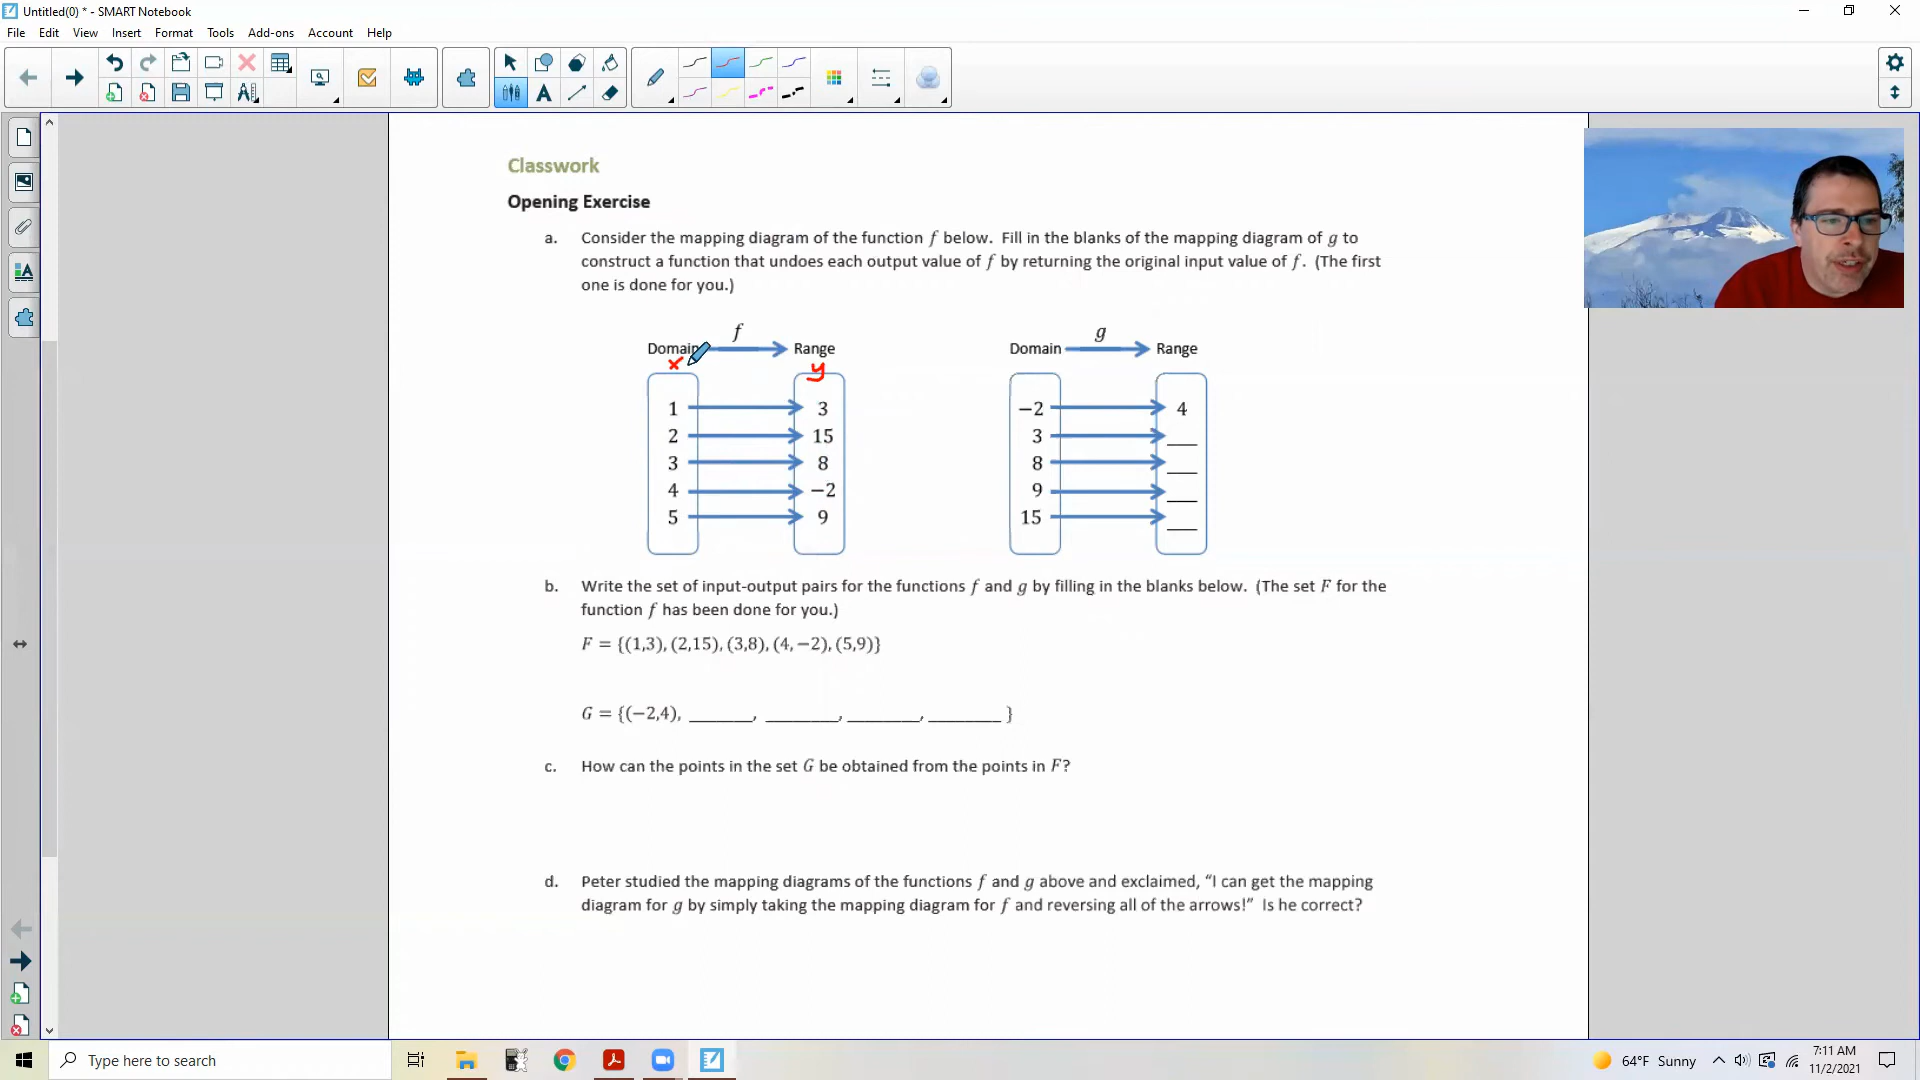 Untitled(0) * - SMART Notebook
File Edit View Insert Format Tools Add-ons Account Help
Classwork
Opening Exercise
a. Consider the mapping diagram of the function f below. Fill in the blanks of the mapping diagram of g to
construct a function that undoes each output value of f by returning the original input value of f. (The first
one is done for you.)
f
Domain Range
x y
1 3
2 15
3 8
4 −2
5 9
g
Domain Range
−2 4
3 ___
8 ___
9 ___
15 ___
b. Write the set of input-output pairs for the functions f and g by filling in the blanks below. (The set F for the
function f has been done for you.)
F = {(1,3), (2,15), (3,8), (4,−2), (5,9)}
G = {(−2,4), _______, ________, ________, ________ }
c. How can the points in the set G be obtained from the points in F?
d. Peter studied the mapping diagrams of the functions f and g above and exclaimed, “I can get the mapping
diagram for g by simply taking the mapping diagram for f and reversing all of the arrows!” Is he correct?
Type here to search
64°F Sunny
7:11 AM
11/2/2021